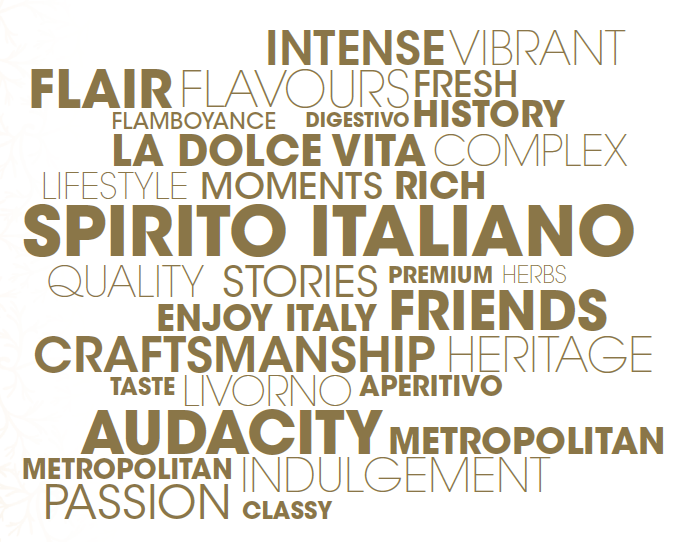 INTENSE VIBRANT
FLAIR FLAVOURS FRESH
FLAMBOYANCE DIGESTIVO HISTORY
LA DOLCE VITA COMPLEX
LIFESTYLE MOMENTS RICH
SPIRITO ITALIANO
QUALITY STORIES PREMIUM HERBS
ENJOY ITALY FRIENDS
CRAFTSMANSHIP HERITAGE
TASTE LIVORNO APERITIVO
AUDACITY METROPOLITAN
METROPOLITAN INDULGEMENT
PASSION CLASSY